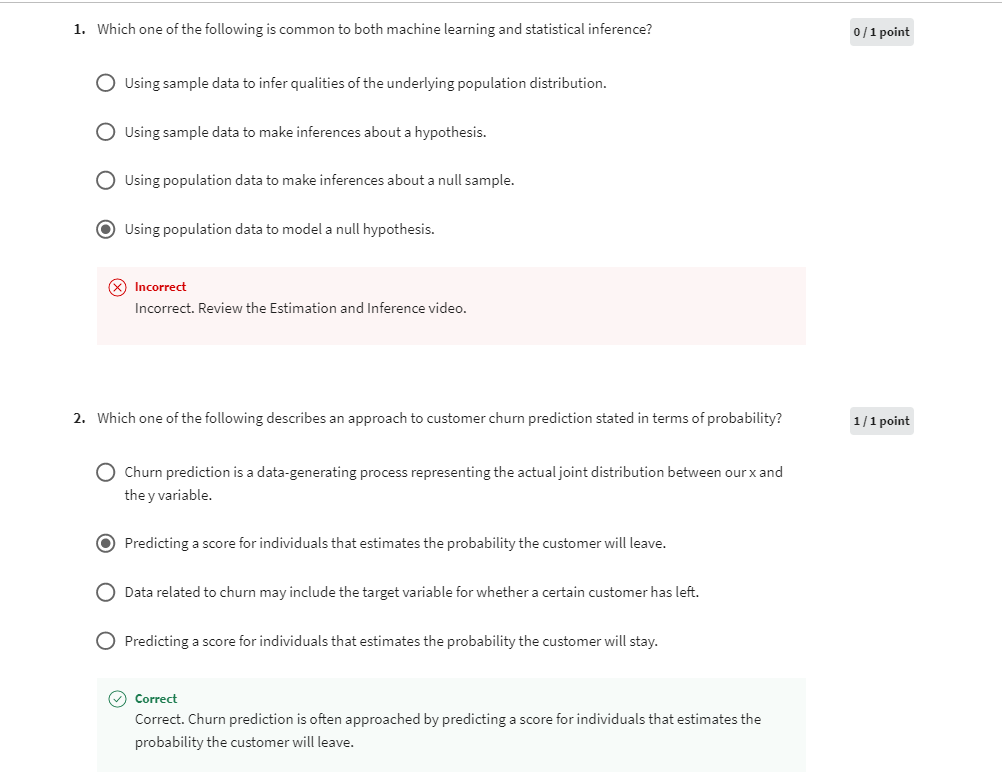 1. Which one of the following is common to both machine learning and statistical inference?
0 / 1 point
Using sample data to infer qualities of the underlying population distribution.
Using sample data to make inferences about a hypothesis.
Using population data to make inferences about a null sample.
Using population data to model a null hypothesis.
Incorrect
Incorrect. Review the Estimation and Inference video.
2. Which one of the following describes an approach to customer churn prediction stated in terms of probability?
1 / 1 point
Churn prediction is a data-generating process representing the actual joint distribution between our x and
the y variable.
Predicting a score for individuals that estimates the probability the customer will leave.
Data related to churn may include the target variable for whether a certain customer has left.
Predicting a score for individuals that estimates the probability the customer will stay.
Correct
Correct. Churn prediction is often approached by predicting a score for individuals that estimates the
probability the customer will leave.